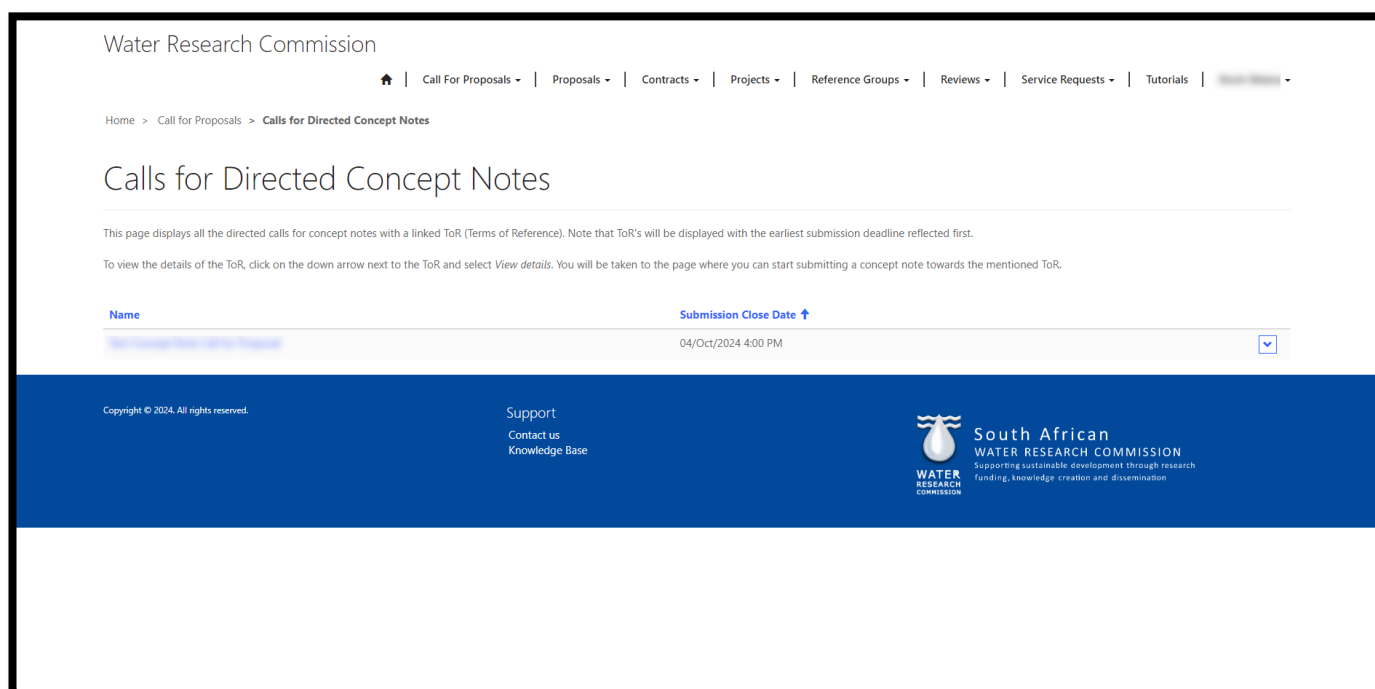 Water Research Commission
Call For Proposals
Proposals
Contracts
Projects
Reference Groups
Reviews
Service Requests
Tutorials
Home > Call for Proposals > Calls for Directed Concept Notes
Calls for Directed Concept Notes
This page displays all the directed calls for concept notes with a linked ToR (Terms of Reference). Note that ToR's will be displayed with the earliest submission deadline reflected first.
To view the details of the ToR, click on the down arrow next to the ToR and select View details. You will be taken to the page where you can start submitting a concept note towards the mentioned ToR.
Name
Submission Close Date
04/Oct/2024 4:00 PM
Copyright © 2024. All rights reserved.
Support
Contact us
Knowledge Base
WATER
RESEARCH
COMMISSION
South African
WATER RESEARCH COMMISSION
Supporting sustainable development through research
funding, knowledge creation and dissemination